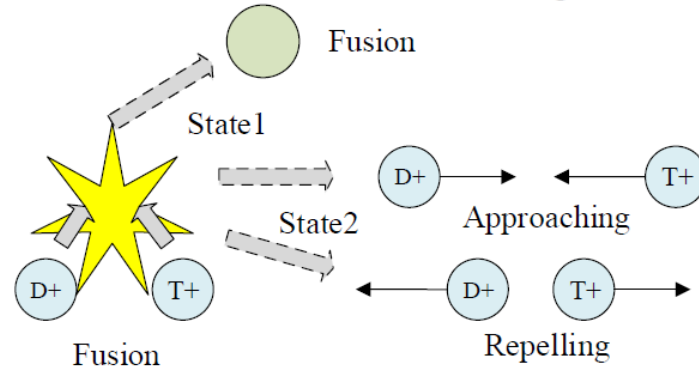 Fusion
State1
D+
T+
Approaching
State2
D+
T+
D+
T+
Repelling
Fusion